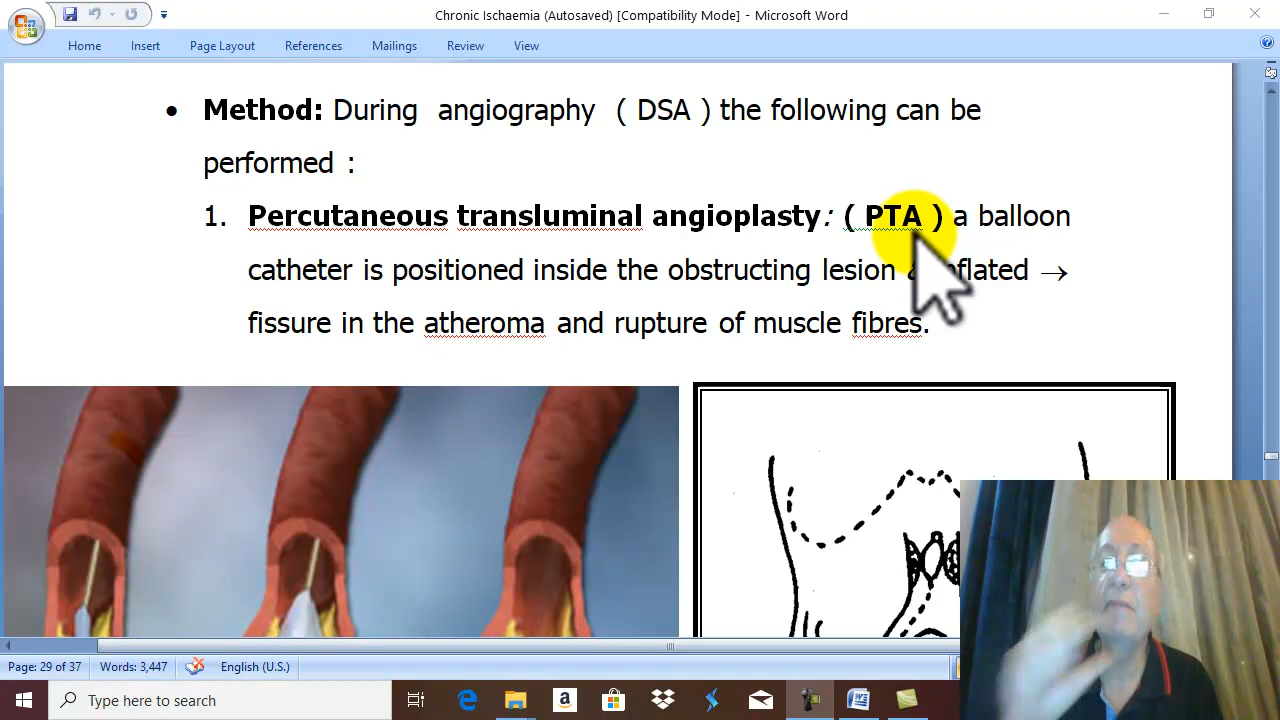 Chronic Ischaemia (Autosaved) [Compatibility Mode] - Microsoft Word
Home Insert Page Layout References Mailings Review View
• Method: During angiography ( DSA ) the following can be
performed :
1. Percutaneous transluminal angioplasty: ( PTA ) a balloon
catheter is positioned inside the obstructing lesion & inflated →
fissure in the atheroma and rupture of muscle fibres.
Page: 29 of 37 Words: 3,447 English (U.S.)
Type here to search